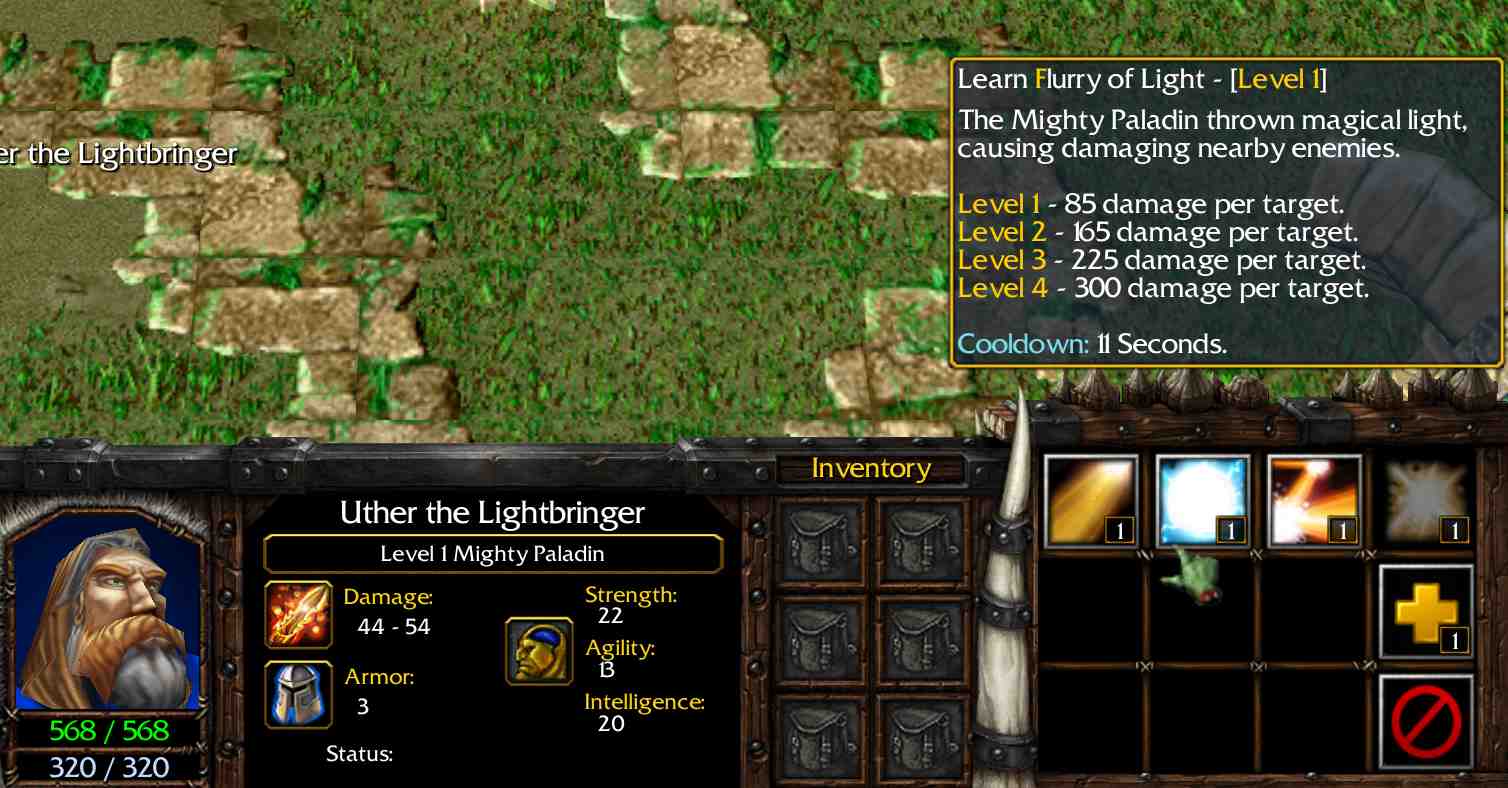 Learn Flurry of Light - [Level 1]
The Mighty Paladin thrown magical light,
causing damaging nearby enemies.
Level 1 - 85 damage per target.
Level 2 - 165 damage per target.
Level 3 - 225 damage per target.
Level 4 - 300 damage per target.
Cooldown: 11 Seconds.
er the Lightbringer
Inventory
Uther the Lightbringer
Level 1 Mighty Paladin
Damage:
44 - 54
Armor:
3
Strength:
22
Agility:
13
Intelligence:
20
Status:
568 / 568
320 / 320
1
1
1
1
1